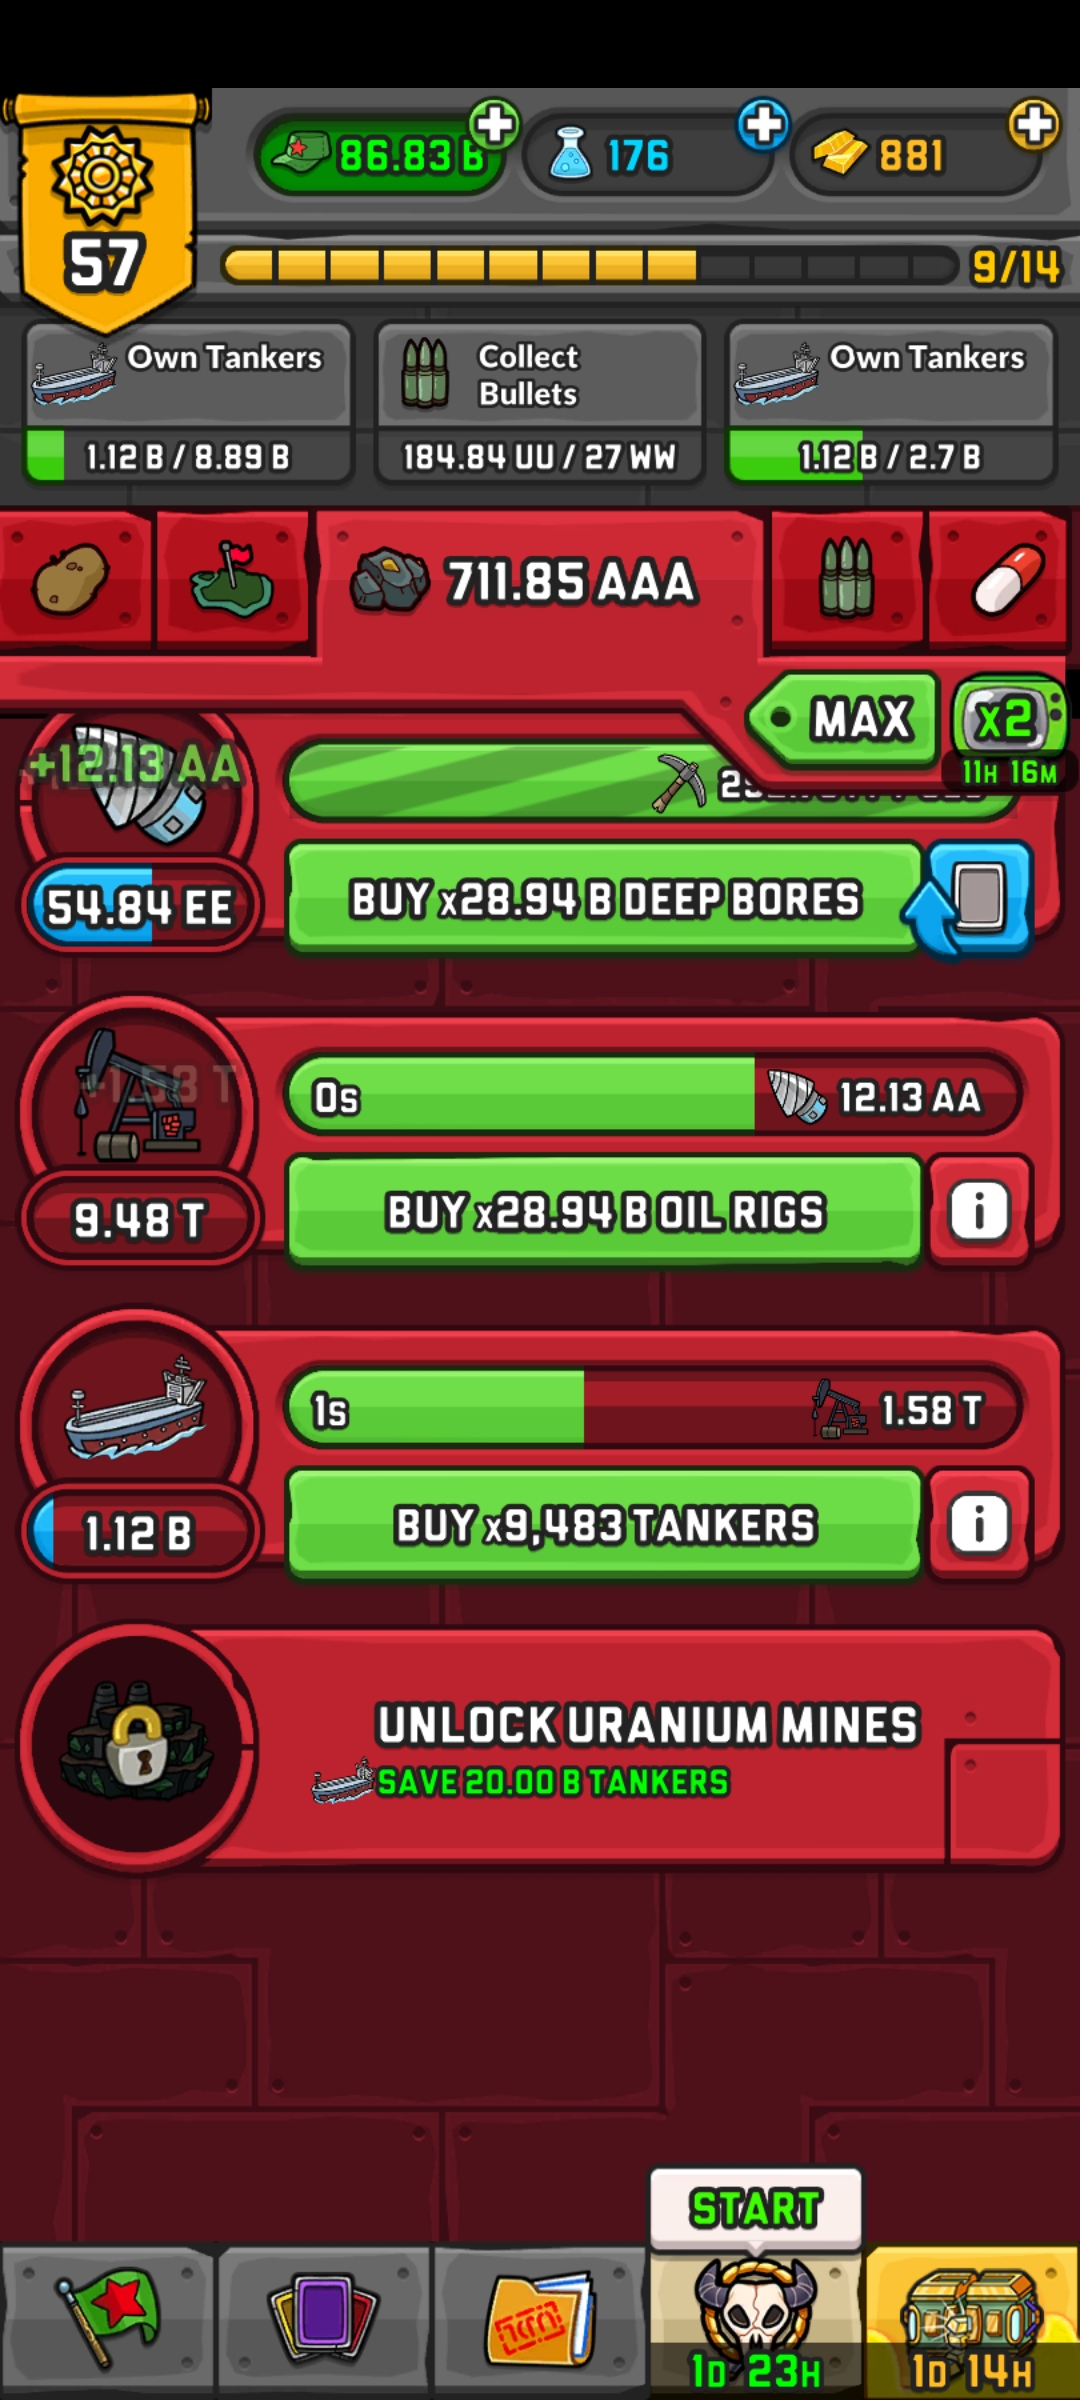 86.83 B
176
881
57
9/14
Own Tankers
1.12 B / 8.89 B
Collect
Bullets
184.84 UU / 27 WW
Own Tankers
1.12 B / 2.7 B
711.85 AAA
MAX
x2
11H 16M
+12.13 AA
54.84 EE
BUY x28.94 B DEEP BORES
0s
12.13 AA
9.48 T
BUY x28.94 B OIL RIGS
i
1s
1.58 T
1.12 B
BUY x9,483 TANKERS
i
UNLOCK URANIUM MINES
SAVE 20.00 B TANKERS
START
1D 23H
1D 14H